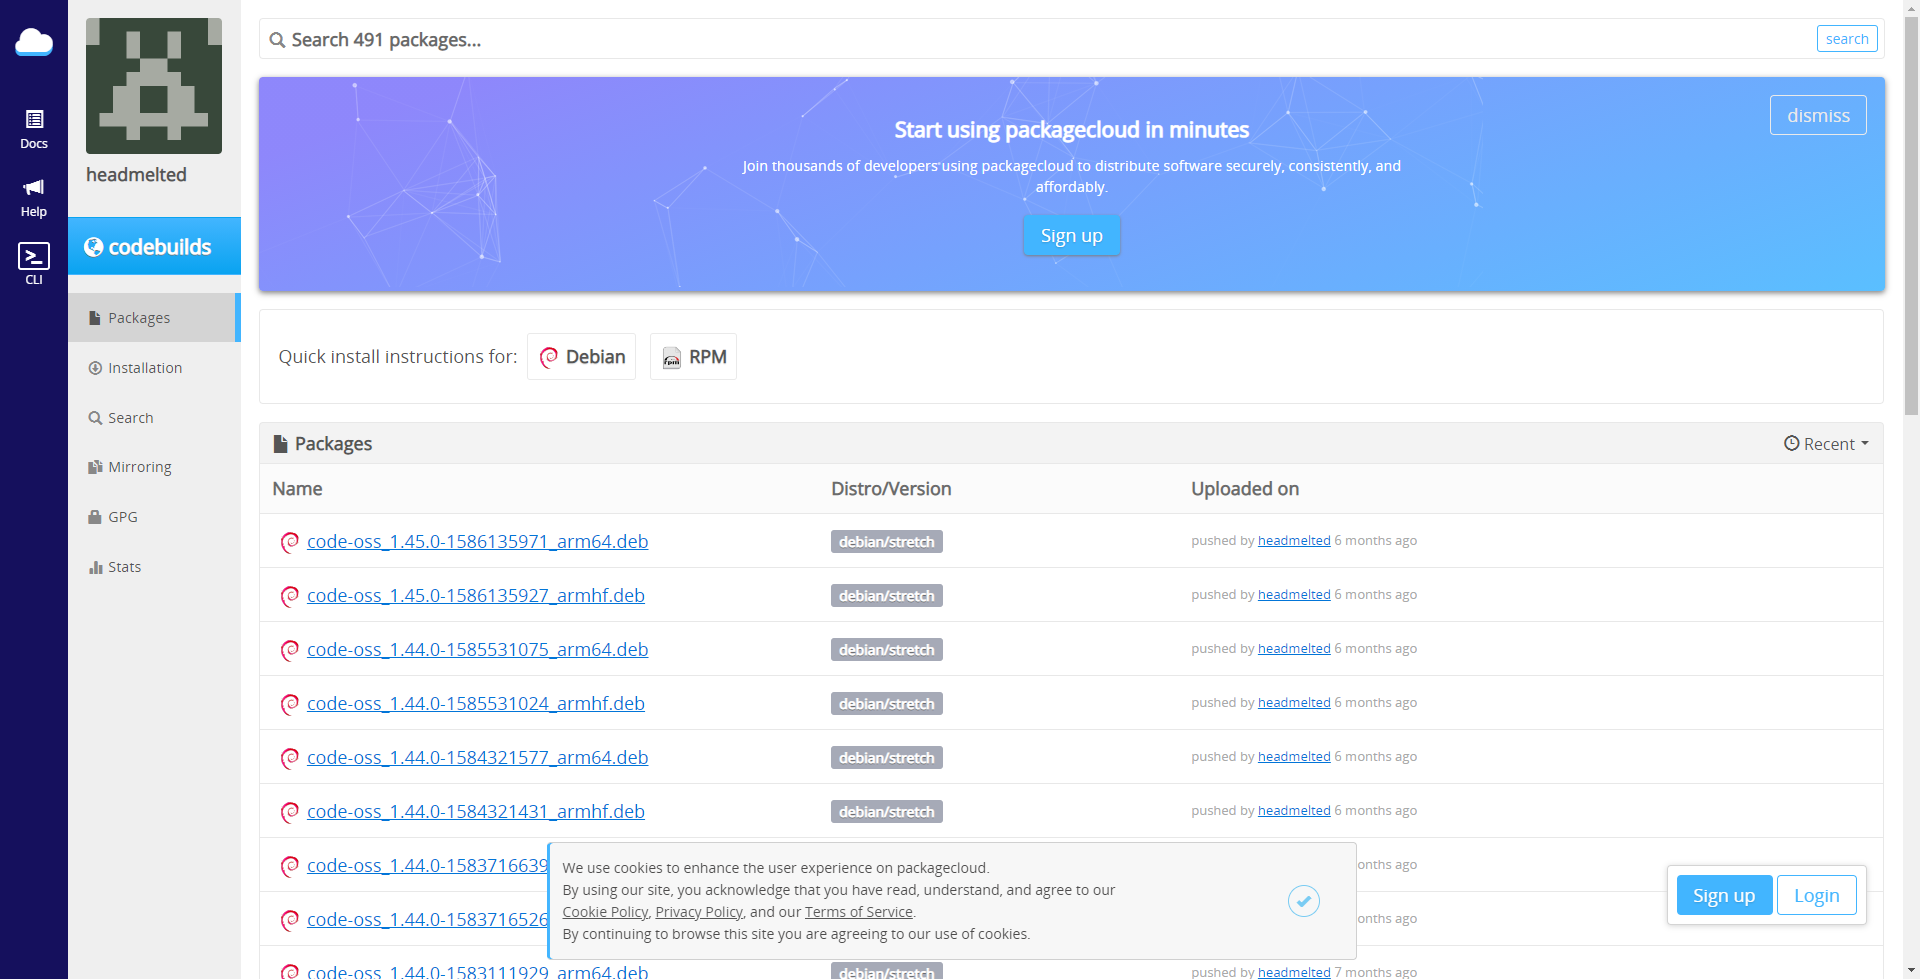 Docs
Help
CLI
headmelted
codebuilds
Packages
Installation
Search
Mirroring
GPG
Stats
Search 491 packages...
search
dismiss
Start using packagecloud in minutes
Join thousands of developers using packagecloud to distribute software securely, consistently, and
affordably.
Sign up
Quick install instructions for: Debian rpm RPM
Packages Recent
Name Distro/Version Uploaded on
code-oss_1.45.0-1586135971_arm64.deb debian/stretch pushed by headmelted 6 months ago
code-oss_1.45.0-1586135927_armhf.deb debian/stretch pushed by headmelted 6 months ago
code-oss_1.44.0-1585531075_arm64.deb debian/stretch pushed by headmelted 6 months ago
code-oss_1.44.0-1585531024_armhf.deb debian/stretch pushed by headmelted 6 months ago
code-oss_1.44.0-1584321577_arm64.deb debian/stretch pushed by headmelted 6 months ago
code-oss_1.44.0-1584321431_armhf.deb debian/stretch pushed by headmelted 6 months ago
code-oss_1.44.0-1583716639 onths ago
code-oss_1.44.0-1583716526 onths ago
code-oss_1.44.0-1583111929_arm64.deb debian/stretch pushed by headmelted 7 months ago
We use cookies to enhance the user experience on packagecloud.
By using our site, you acknowledge that you have read, understand, and agree to our
Cookie Policy, Privacy Policy, and our Terms of Service.
By continuing to browse this site you are agreeing to our use of cookies.
Sign up Login